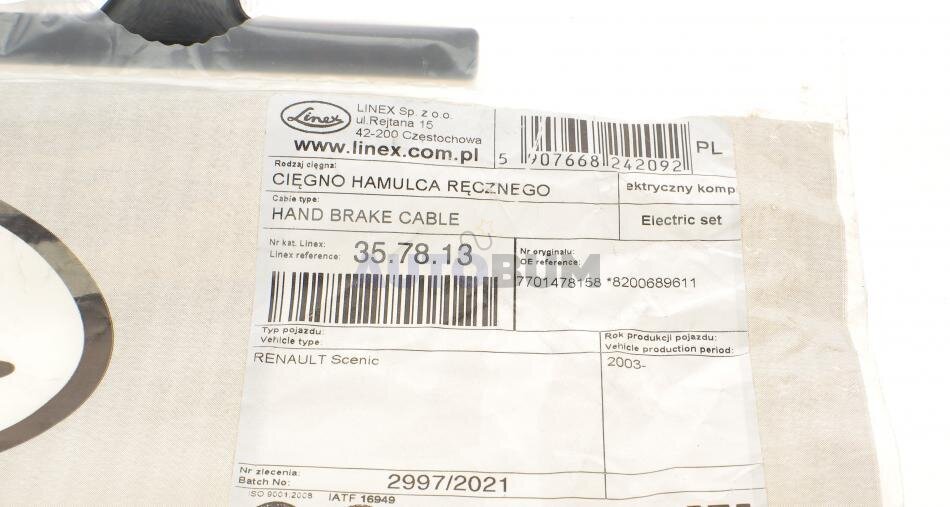 Linex
LINEX Sp. z o.o.
ul.Rejtana 15
42-200 Częstochowa
www.linex.com.pl
5 907668 242092
PL
Rodzaj cięgna:
CIĘGNO HAMULCA RĘCZNEGO
ektryczny komp
Cable type:
HAND BRAKE CABLE
Electric set
Nr kat. Linex:
Linex reference:
35.78.13
Nr oryginału:
OE reference:
7701478158 *8200689611
AUTOBUM
Typ pojazdu:
Vehicle type:
RENAULT Scenic
Rok produkcji pojazdu:
Vehicle production period:
2003-
Nr zlecenia:
Batch No:
2997/2021
ISO 9001:2008 IATF 16949